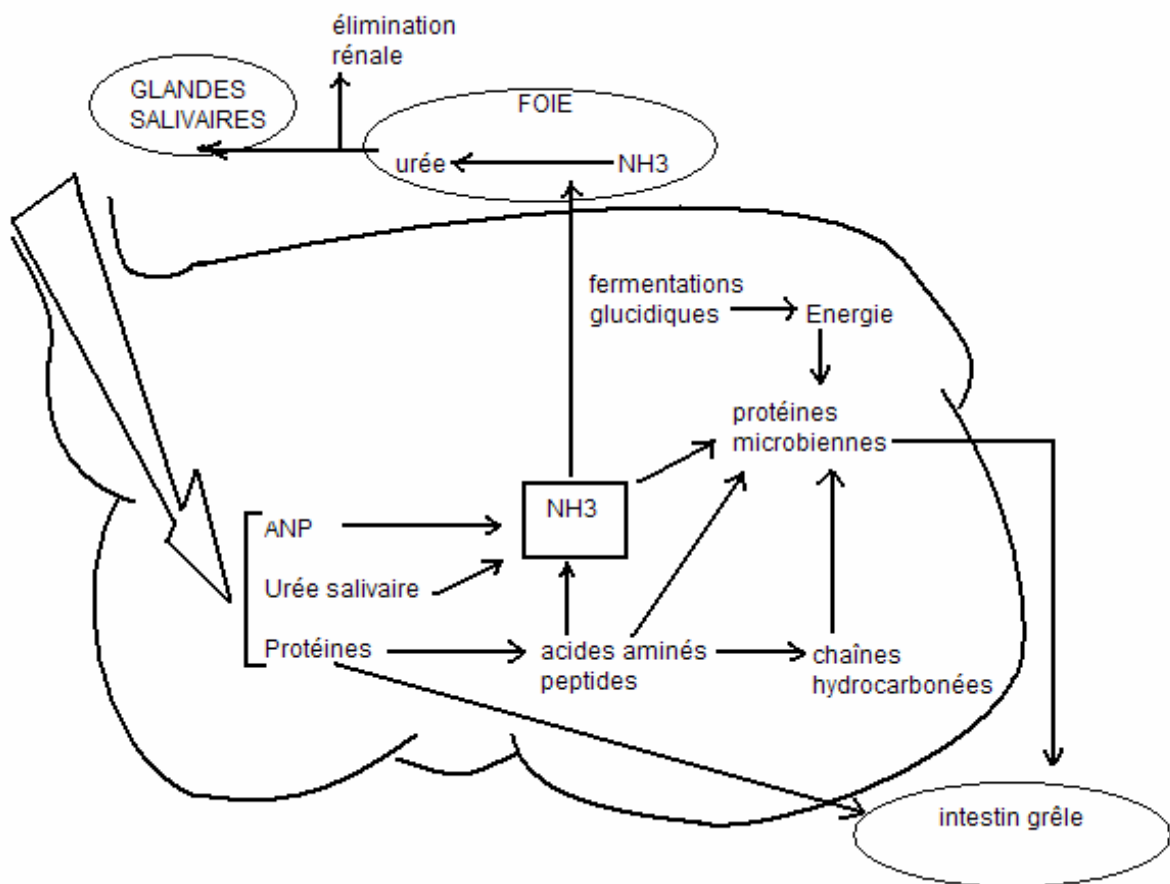 élimination
rénale
GLANDES
SALIVAIRES
FOIE
urée
NH3
fermentations
glucidiques
Energie
protéines
microbiennes
NH3
ANP
Urée salivaire
Protéines
acides aminés
peptides
chaînes
hydrocarbonées
intestin grêle